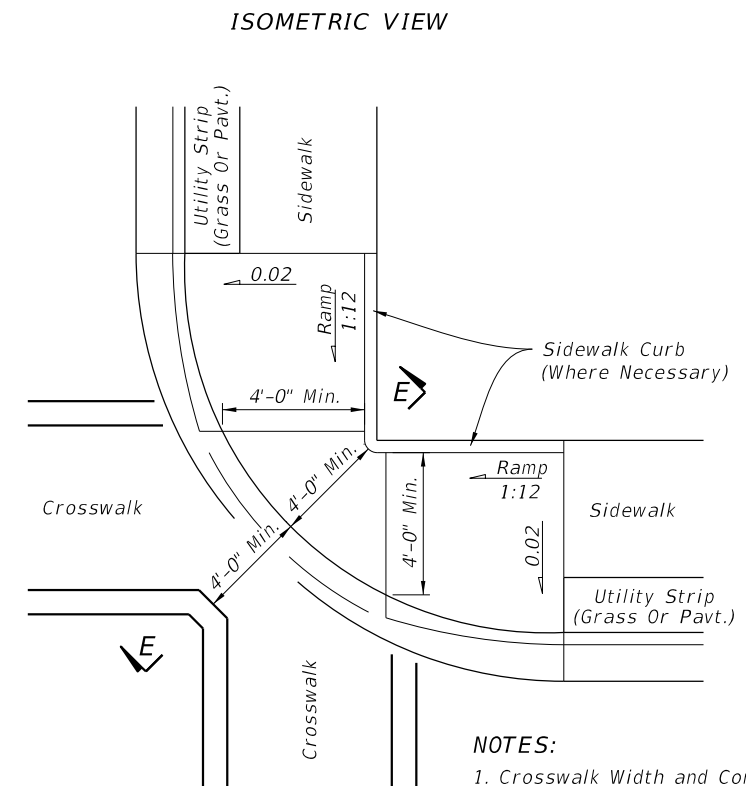 ISOMETRIC VIEW
Utility Strip
(Grass Or Pavt.)
Sidewalk
0.02
Ramp
1:12
Sidewalk Curb
(Where Necessary)
E
4'-0" Min.
4'-0" Min.
Ramp
1:12
Crosswalk
4'-0" Min.
Sidewalk
0.02
4'-0" Min.
Utility Strip
(Grass Or Pavt.)
E
Crosswalk
NOTES:
1. Crosswalk Width and